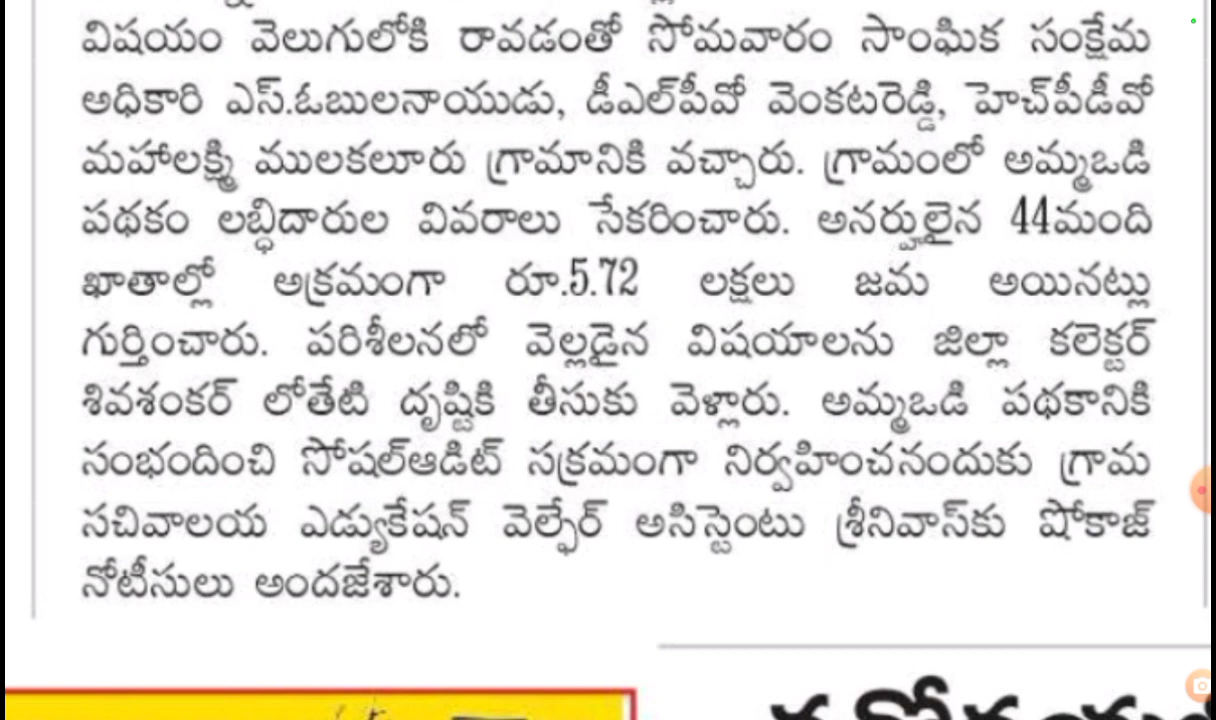 విషయం వెలుగులోకి రావడంతో సోమవారం సాంఘిక సంక్షేమ
అధికారి ఎస్.ఓబులనాయుడు, డీఎల్‌పీవో వెంకటరెడ్డి, హెచ్‌పీడీవో
మహాలక్ష్మి ములకలూరు గ్రామానికి వచ్చారు. గ్రామంలో అమ్మఒడి
పథకం లబ్ధిదారుల వివరాలు సేకరించారు. అనర్హులైన 44మంది
ఖాతాల్లో అక్రమంగా రూ.5.72 లక్షలు జమ అయినట్లు
గుర్తించారు. పరిశీలనలో వెల్లడైన విషయాలను జిల్లా కలెక్టర్
శివశంకర్ లోతేటి దృష్టికి తీసుకు వెళ్లారు. అమ్మఒడి పథకానికి
సంభందించి సోషల్‌ఆడిట్ సక్రమంగా నిర్వహించనందుకు గ్రామ
సచివాలయ ఎడ్యుకేషన్ వెల్ఫేర్ అసిస్టెంటు శ్రీనివాస్‌కు షోకాజ్
నోటీసులు అందజేశారు.